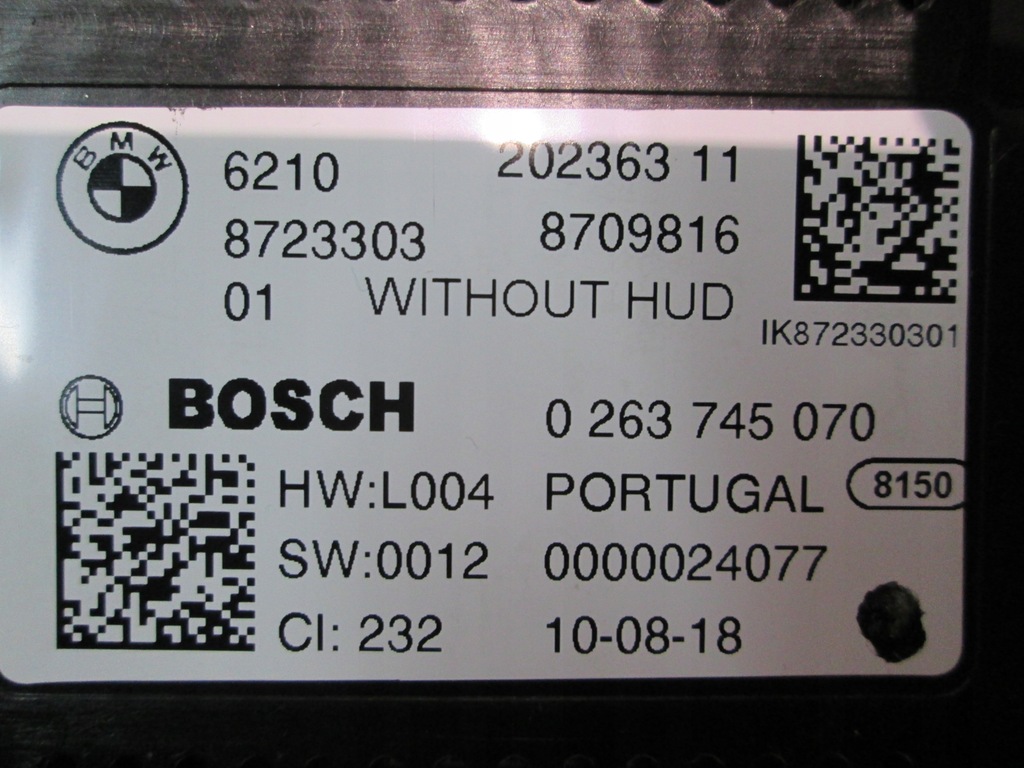 BMW
6210 202363 11
8723303 8709816
01 WITHOUT HUD
IK872330301
BOSCH 0 263 745 070
HW:L004 PORTUGAL 8150
SW:0012 0000024077
CI: 232 10-08-18